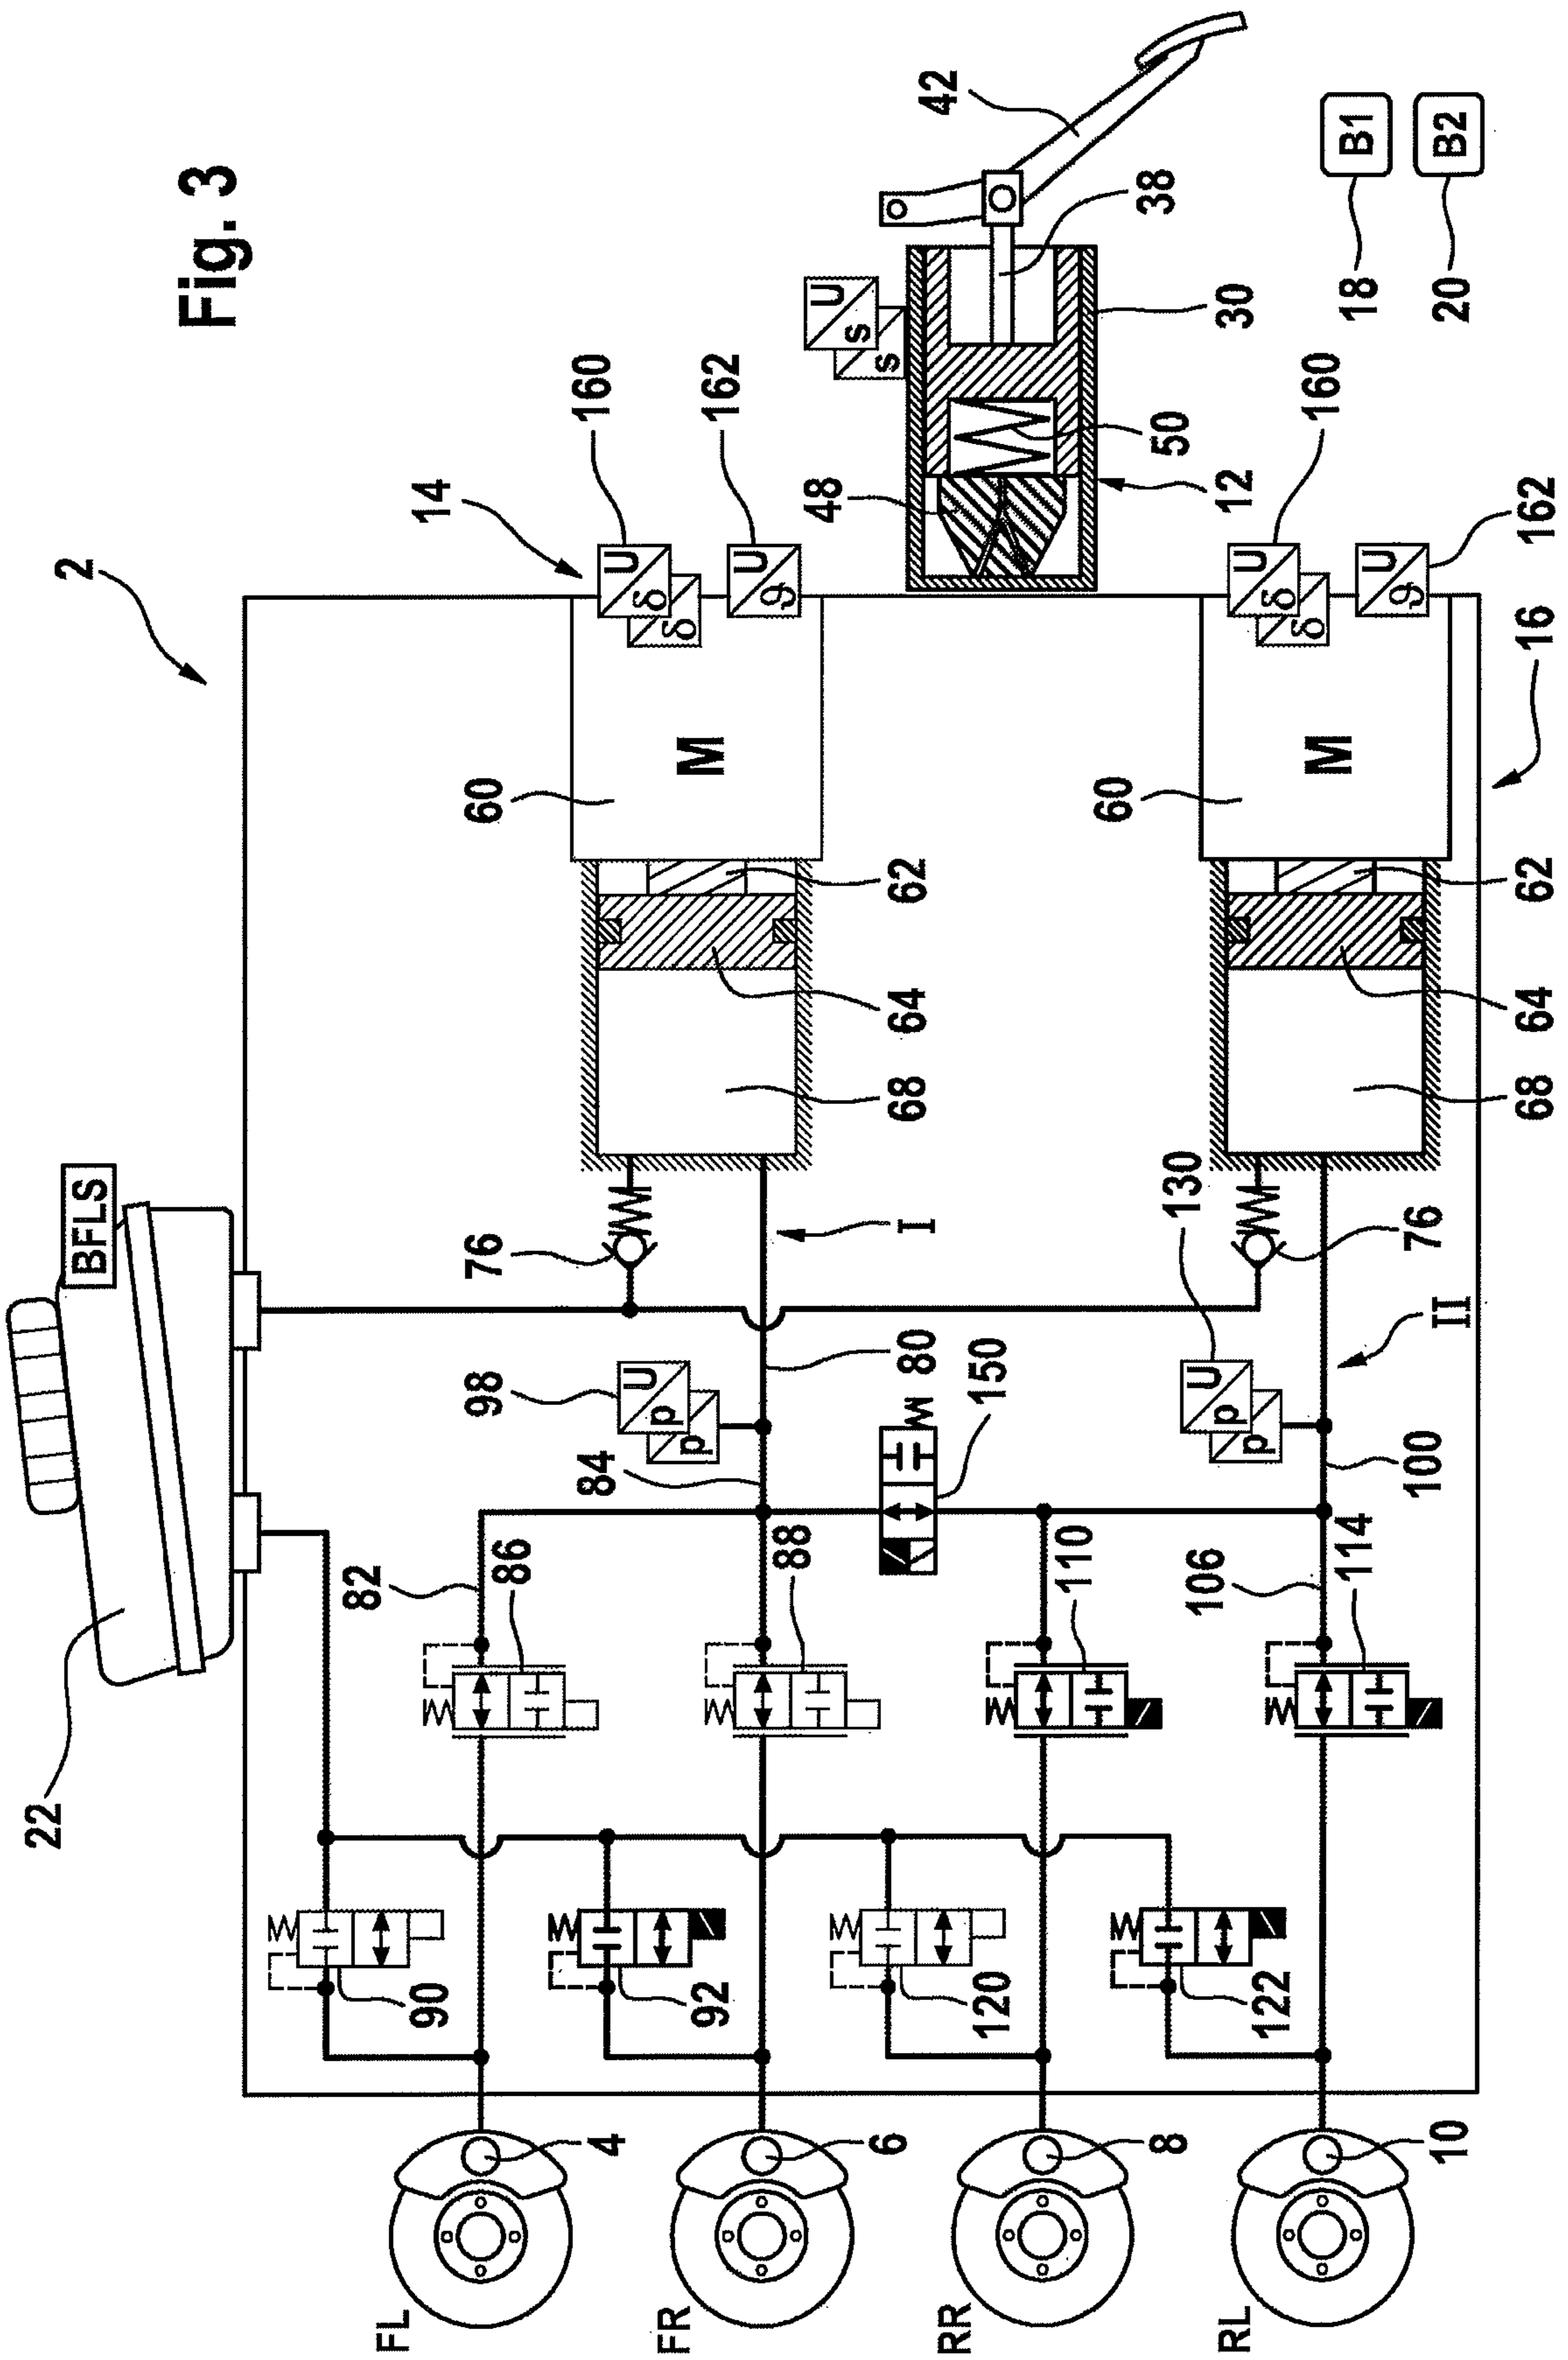 22
2
BFLS
Fig. 3
82
FL
90
14
98
76
60
86
160
84
4
U
δ
δ
U
p
p
FR
92
M
162
U
ϑ
88
48
U
s
s
6
68
64
62
I
80
42
RR
120
150
110
60
38
8
50
130
106
U
p
p
RL
122
12
30
U
δ
δ
160
M
114
18
B1
U
ϑ
100
76
II
10
20
B2
68
64
62
16
162